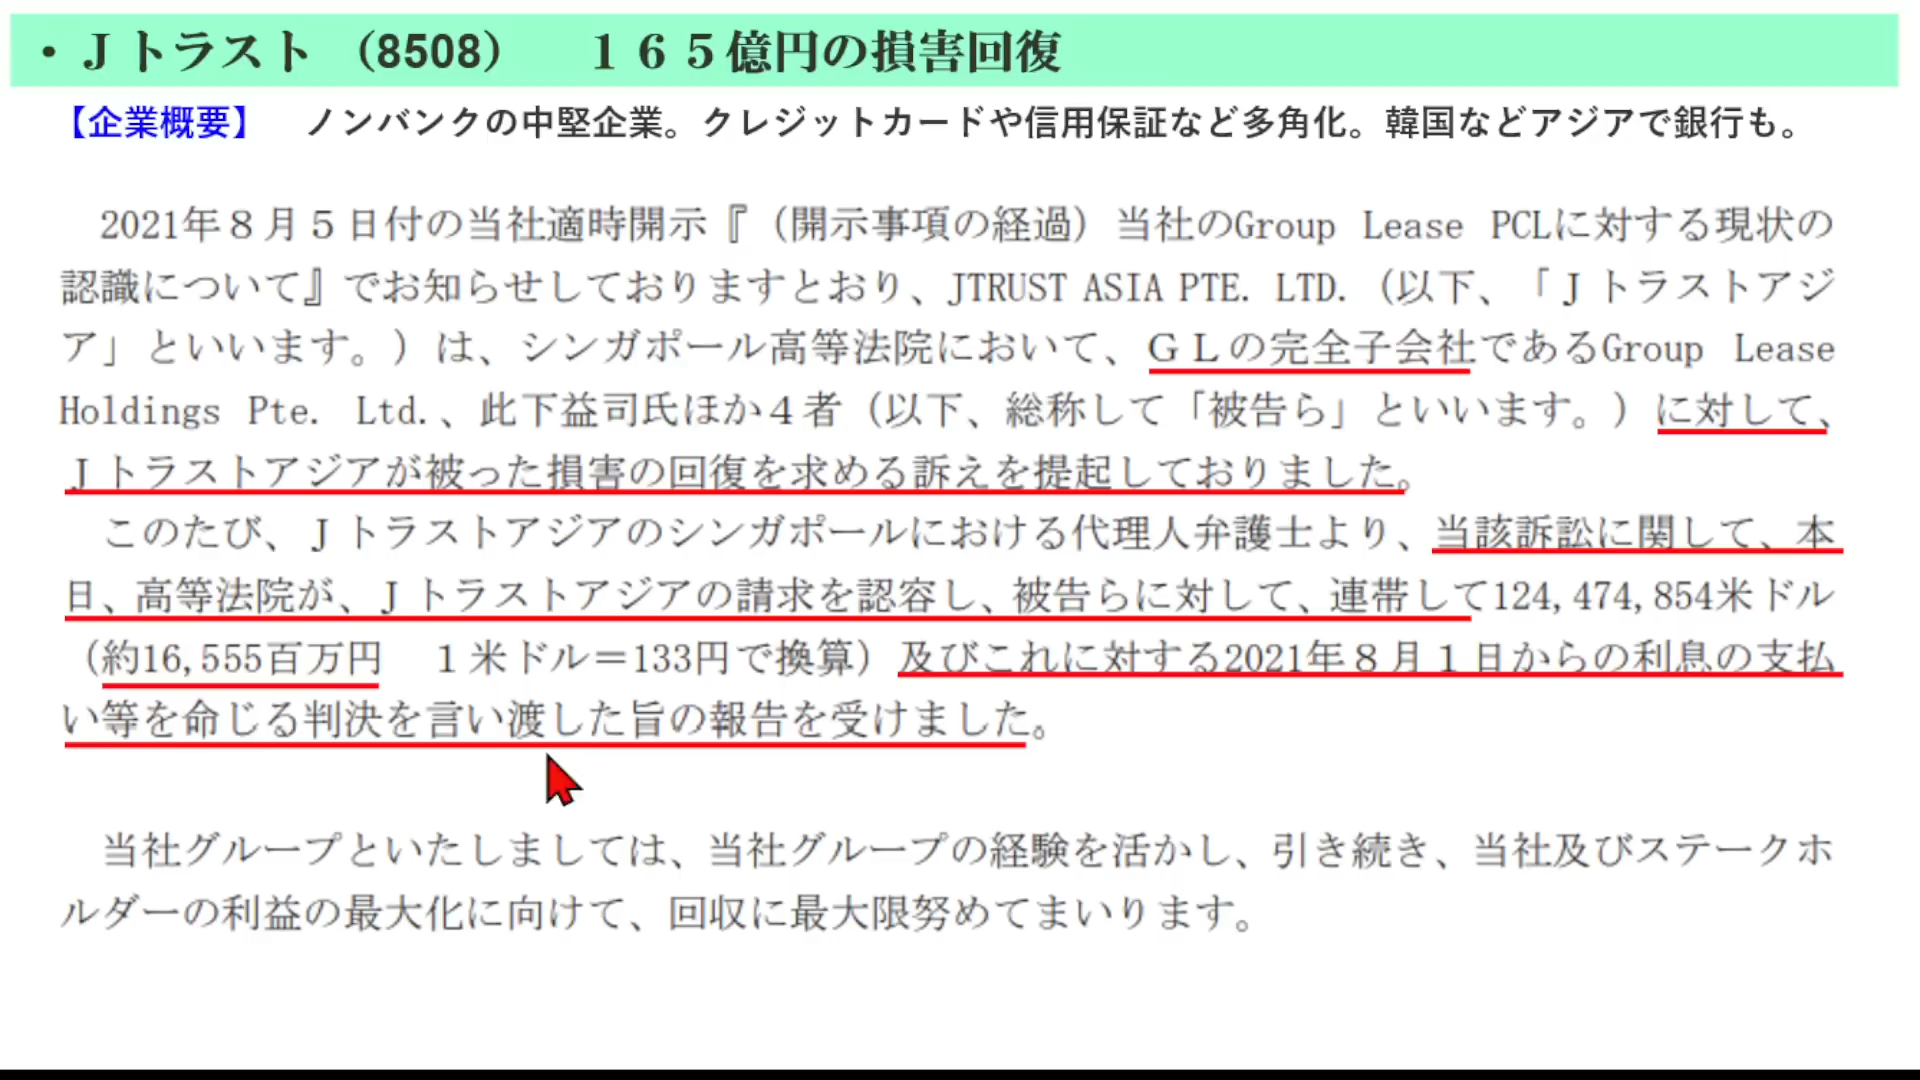 ・Ｊトラスト （8508）　１６５億円の損害回復
【企業概要】　ノンバンクの中堅企業。クレジットカードや信用保証など多角化。韓国などアジアで銀行も。
2021年８月５日付の当社適時開示『（開示事項の経過）当社のGroup Lease PCLに対する現状の
認識について』でお知らせしておりますとおり、JTRUST ASIA PTE. LTD.（以下、「Ｊトラストアジ
ア」といいます。）は、シンガポール高等法院において、ＧＬの完全子会社であるGroup Lease
Holdings Pte. Ltd.、此下益司氏ほか４者（以下、総称して「被告ら」といいます。）に対して、
Ｊトラストアジアが被った損害の回復を求める訴えを提起しておりました。
このたび、Ｊトラストアジアのシンガポールにおける代理人弁護士より、当該訴訟に関して、本
日、高等法院が、Ｊトラストアジアの請求を認容し、被告らに対して、連帯して124,474,854米ドル
（約16,555百万円　１米ドル＝133円で換算）及びこれに対する2021年８月１日からの利息の支払
い等を命じる判決を言い渡した旨の報告を受けました。
当社グループといたしましては、当社グループの経験を活かし、引き続き、当社及びステークホ
ルダーの利益の最大化に向けて、回収に最大限努めてまいります。